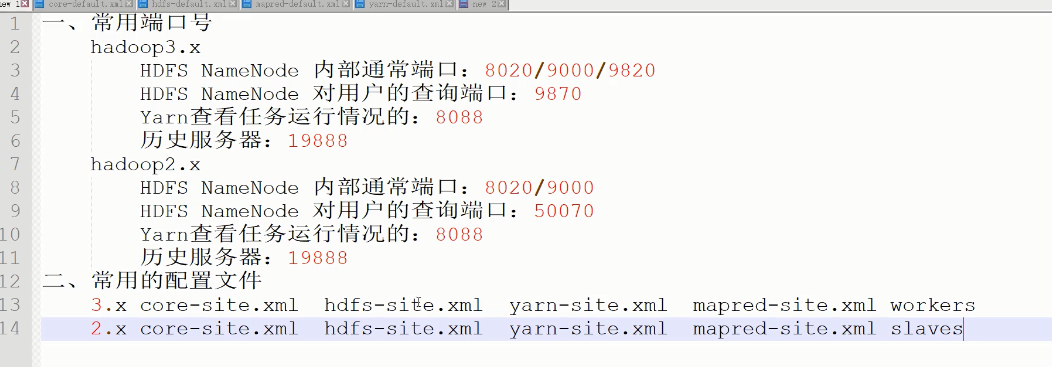 new 1 core-default.xml hdfs-default.xml mapred-default.xml yarn-default.xml new 2
1 一、常用端口号
2 hadoop3.x
3 HDFS NameNode 内部通常端口：8020/9000/9820
4 HDFS NameNode 对用户的查询端口：9870
5 Yarn查看任务运行情况的：8088
6 历史服务器：19888
7 hadoop2.x
8 HDFS NameNode 内部通常端口：8020/9000
9 HDFS NameNode 对用户的查询端口：50070
10 Yarn查看任务运行情况的：8088
11 历史服务器：19888
12 二、常用的配置文件
13 3.x core-site.xml hdfs-site.xml yarn-site.xml mapred-site.xml workers
14 2.x core-site.xml hdfs-site.xml yarn-site.xml mapred-site.xml slaves